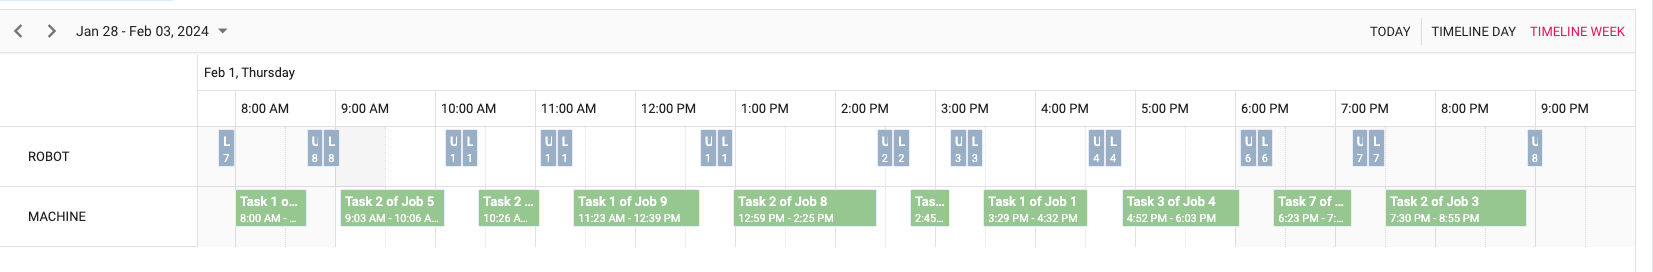 Jan 28 - Feb 03, 2024
TODAY
TIMELINE DAY
TIMELINE WEEK
Feb 1, Thursday
8:00 AM
9:00 AM
10:00 AM
11:00 AM
12:00 PM
1:00 PM
2:00 PM
3:00 PM
4:00 PM
5:00 PM
6:00 PM
7:00 PM
8:00 PM
9:00 PM
ROBOT
L
7
U
8
L
8
U
1
L
1
U
1
L
1
U
1
L
1
U
2
L
2
U
3
L
3
U
4
L
4
U
6
L
6
U
7
L
7
U
8
MACHINE
Task 1 o...
8:00 AM - ...
Task 2 of Job 5
9:03 AM - 10:06 A...
Task 2 ...
10:26 A...
Task 1 of Job 9
11:23 AM - 12:39 PM
Task 2 of Job 8
12:59 PM - 2:25 PM
Tas...
2:45...
Task 1 of Job 1
3:29 PM - 4:32 PM
Task 3 of Job 4
4:52 PM - 6:03 PM
Task 7 of ...
6:23 PM - 7:...
Task 2 of Job 3
7:30 PM - 8:55 PM